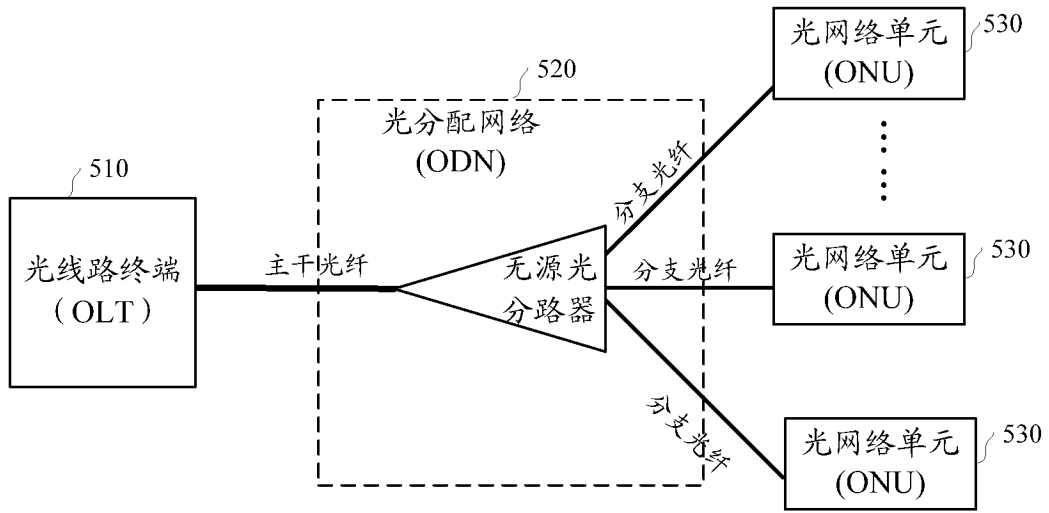 光网络单元
(ONU)
530
520
光分配网络
(ODN)
510
分支光纤
光线路终端
（OLT）
主干光纤
无源光
分路器
分支光纤
光网络单元
(ONU)
530
分支光纤
光网络单元
(ONU)
530